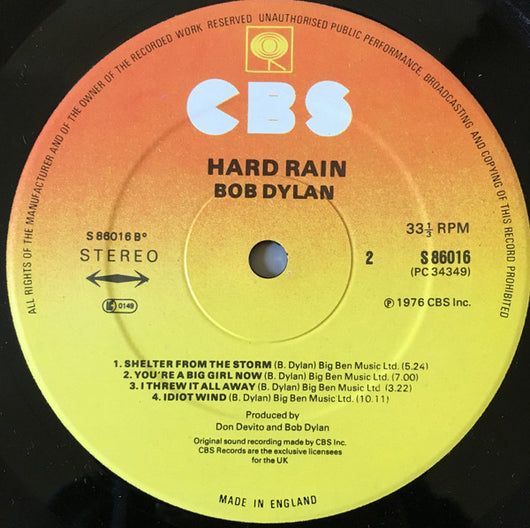 ALL RIGHTS OF THE MANUFACTURER AND OF THE OWNER OF THE RECORDED WORK RESERVED UNAUTHORISED PUBLIC PERFORMANCE, BROADCASTING AND COPYING OF THIS RECORD PROHIBITED
CBS
HARD RAIN
BOB DYLAN
S 86016 B°
STEREO
LC 0149
33⅓ RPM
2
S 86016
(PC 34349)
℗ 1976 CBS Inc.
1. SHELTER FROM THE STORM (B. Dylan) Big Ben Music Ltd. (5.24)
2. YOU'RE A BIG GIRL NOW (B. Dylan) Big Ben Music Ltd. (7.00)
3. I THREW IT ALL AWAY (B. Dylan) Big Ben Music Ltd. (3.22)
4. IDIOT WIND (B. Dylan) Big Ben Music Ltd. (10.11)
Produced by
Don Devito and Bob Dylan
Original sound recording made by CBS Inc.
CBS Records are the exclusive licensees
for the UK
MADE IN ENGLAND